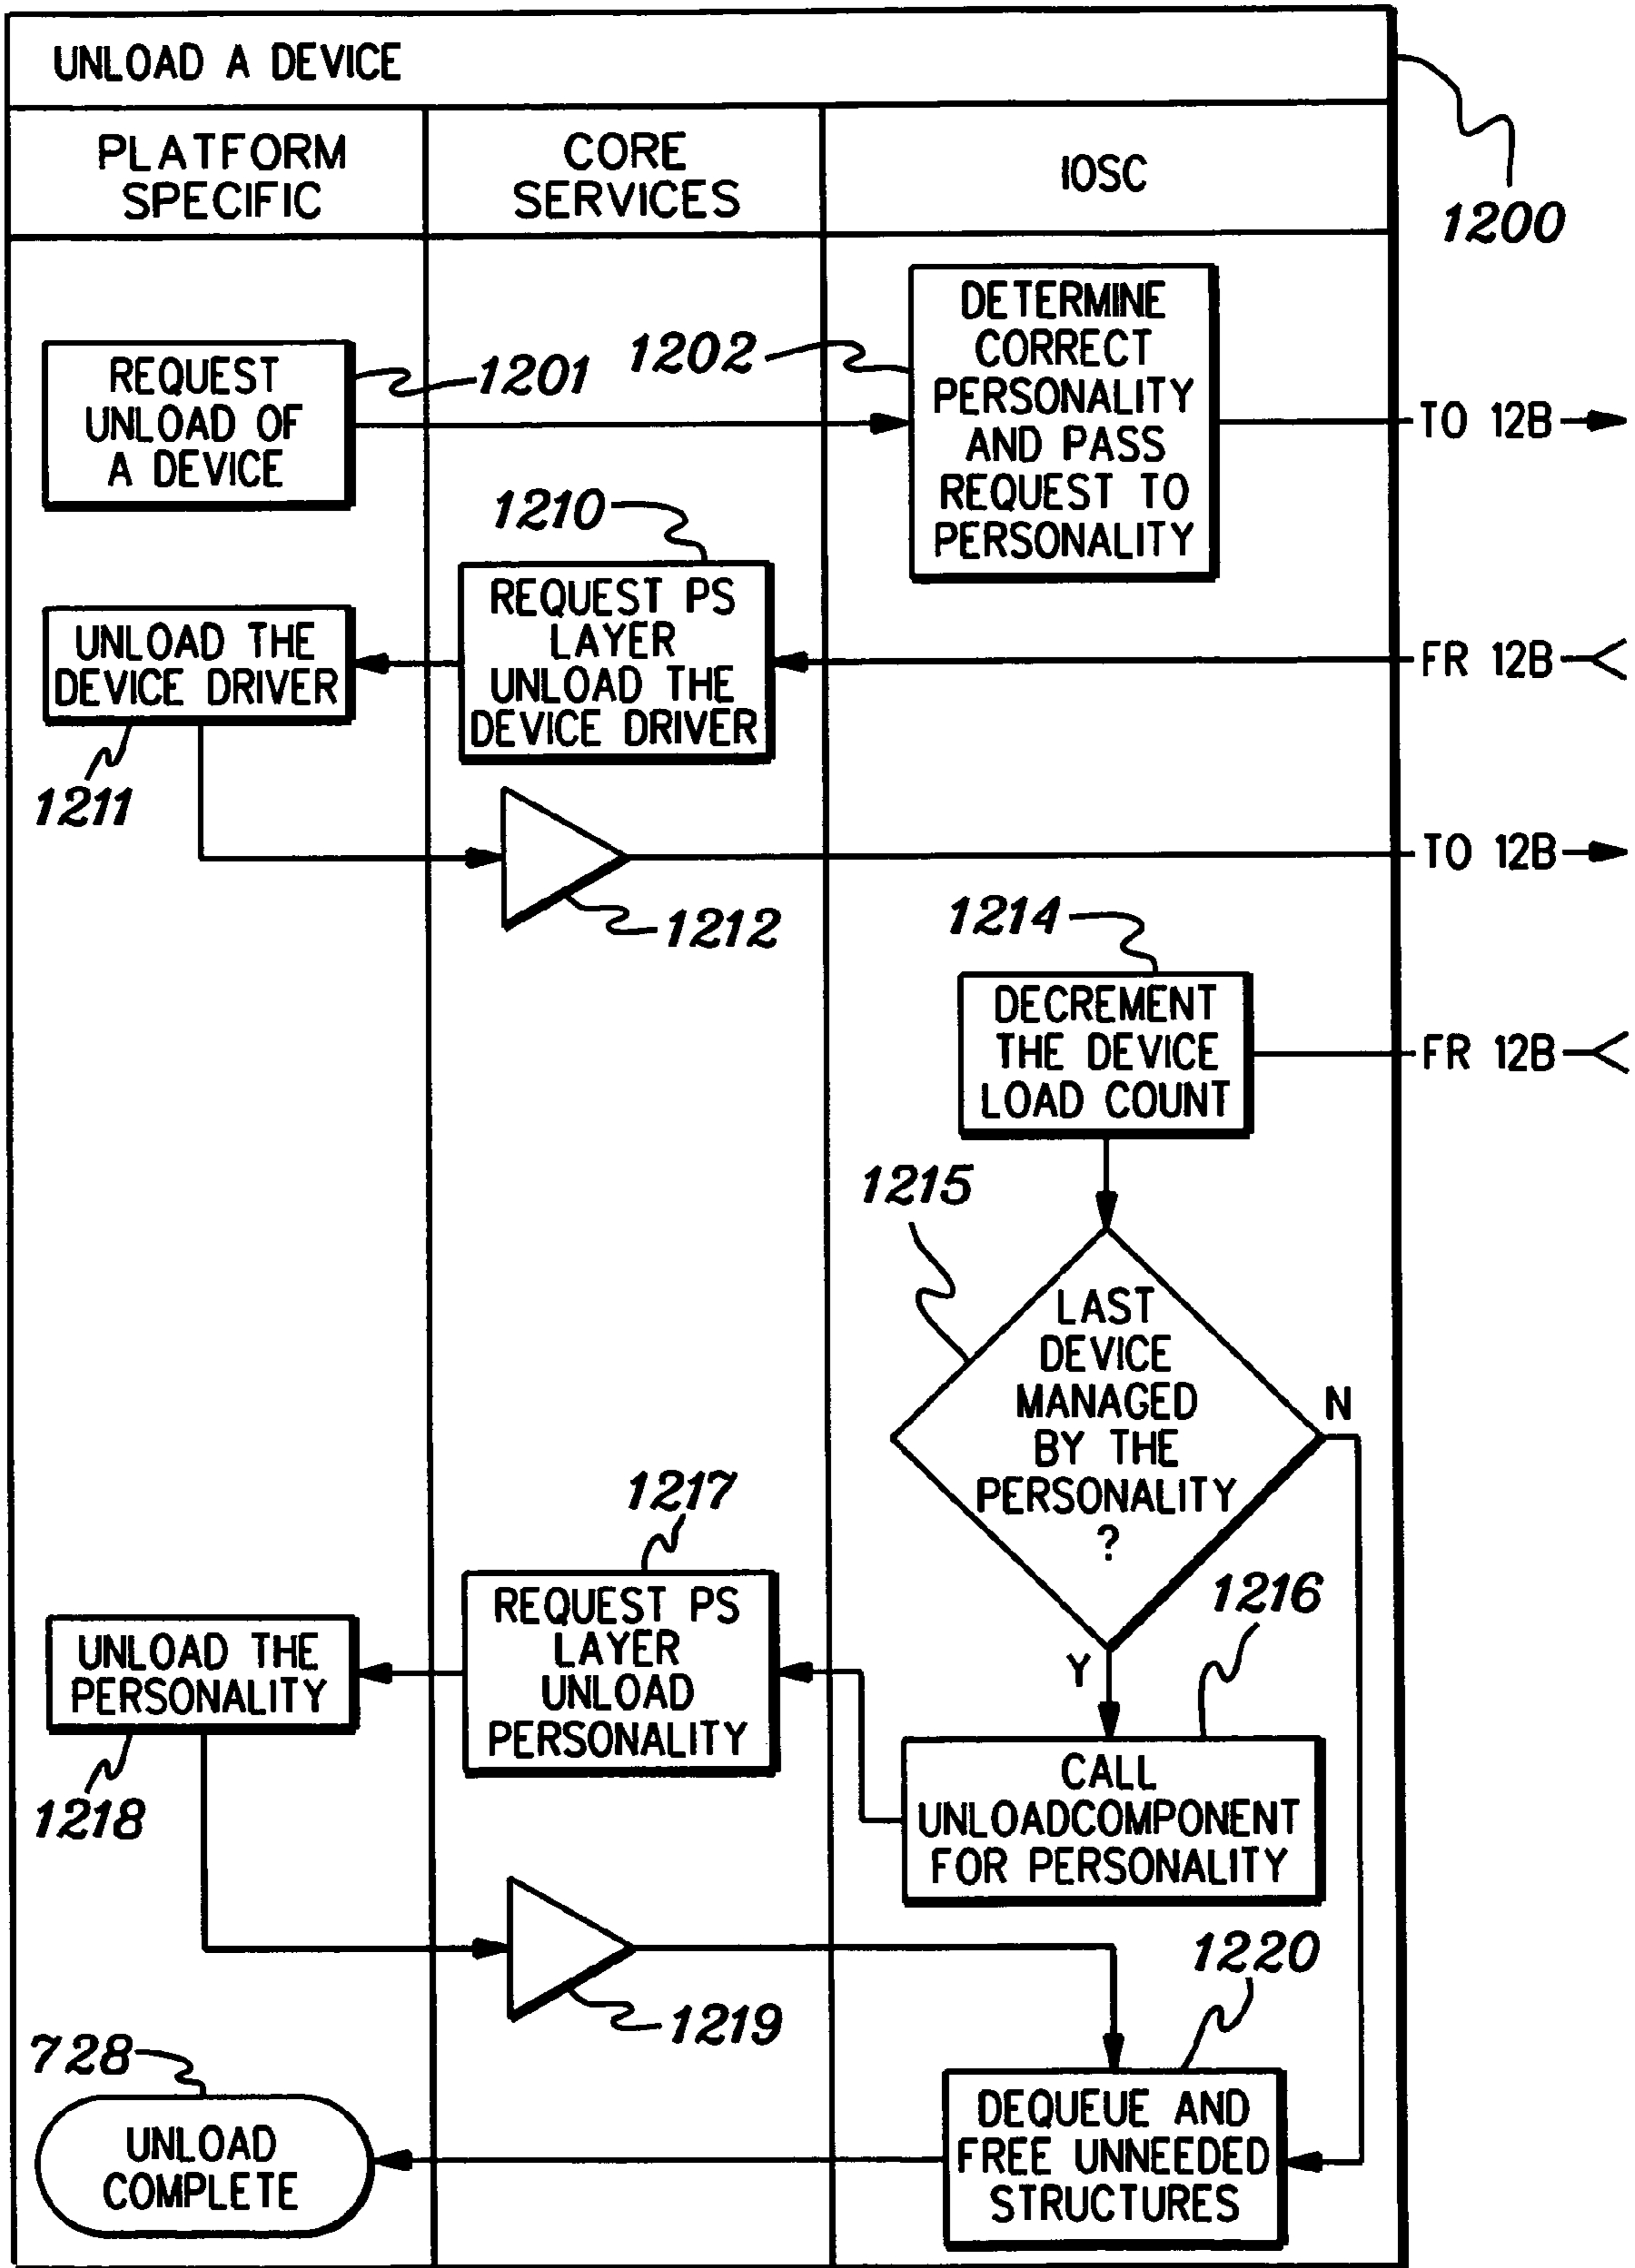 UNLOAD A DEVICE
PLATFORM
SPECIFIC
CORE
SERVICES
IOSC
1200
REQUEST
UNLOAD OF
A DEVICE
1201
1202
DETERMINE
CORRECT
PERSONALITY
AND PASS
REQUEST TO
PERSONALITY
TO 12B
1210
REQUEST PS
LAYER
UNLOAD THE
DEVICE DRIVER
FR 12B
UNLOAD THE
DEVICE DRIVER
1211
1212
TO 12B
1214
DECREMENT
THE DEVICE
LOAD COUNT
FR 12B
1215
LAST
DEVICE
MANAGED
BY THE
PERSONALITY
?
N
Y
1216
CALL
UNLOADCOMPONENT
FOR PERSONALITY
1217
REQUEST PS
LAYER
UNLOAD
PERSONALITY
UNLOAD THE
PERSONALITY
1218
1219
1220
DEQUEUE AND
FREE UNNEEDED
STRUCTURES
728
UNLOAD
COMPLETE